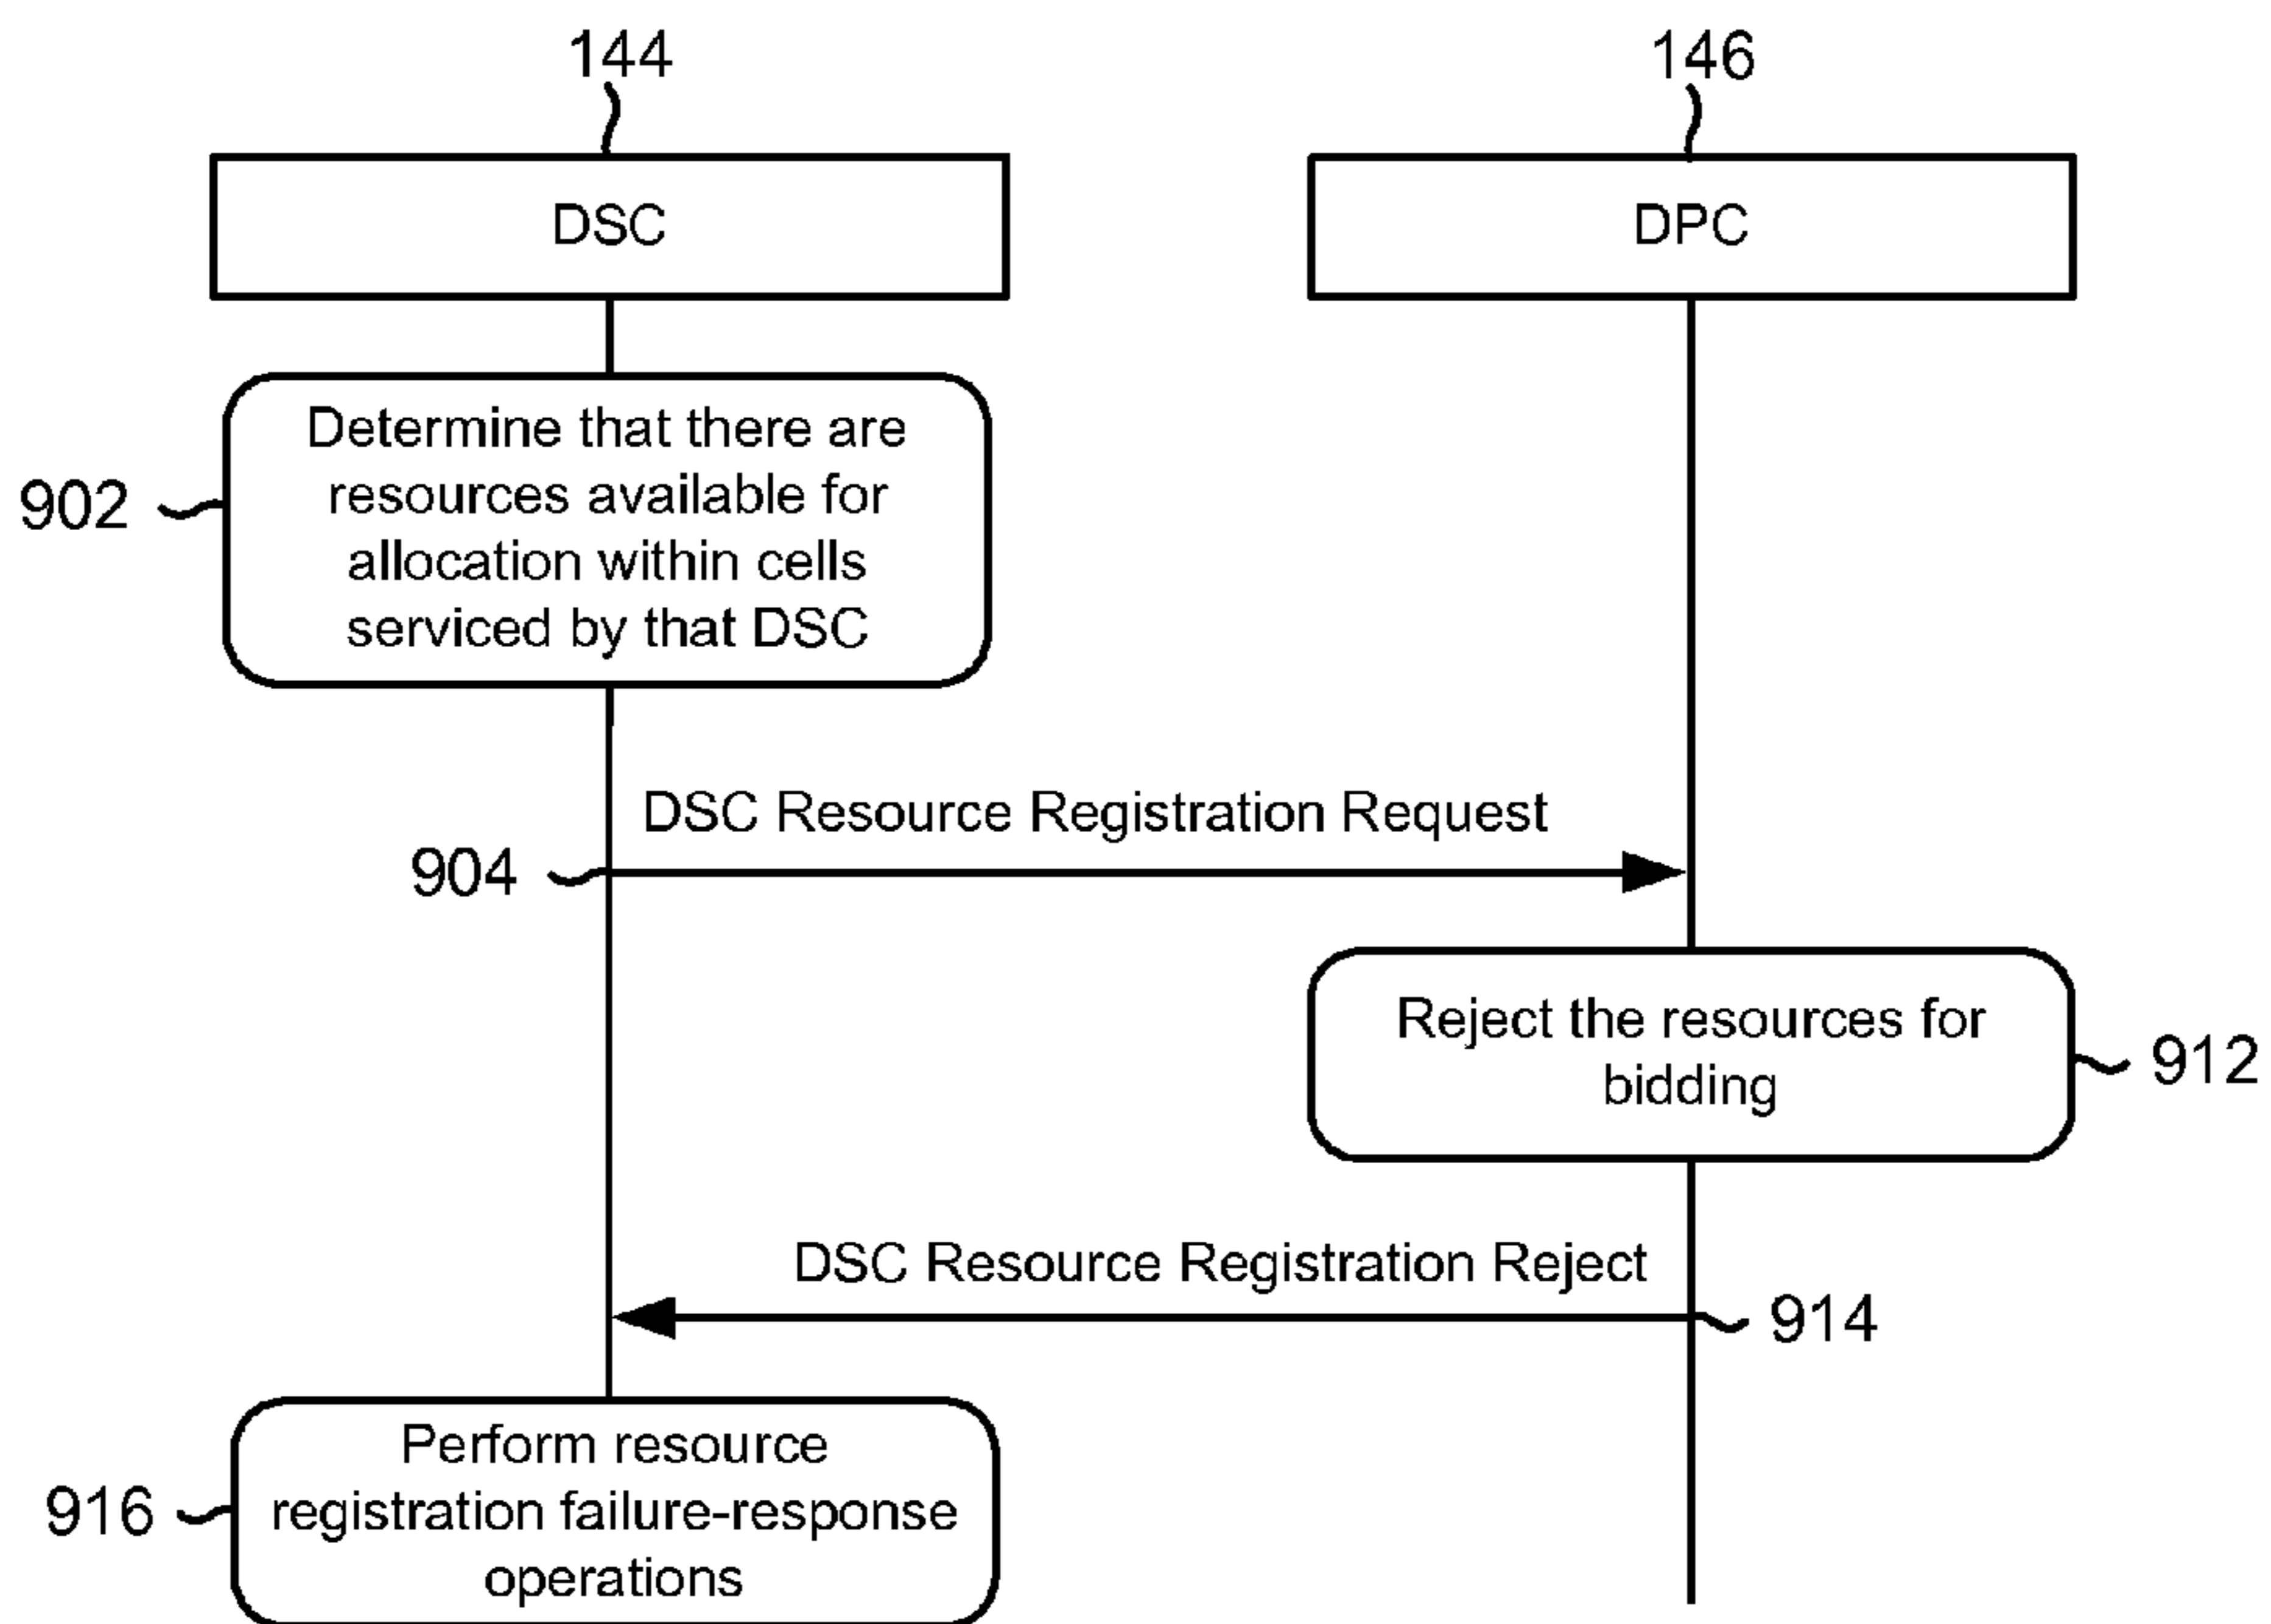 144
146
DSC
DPC
Determine that there are
resources available for
allocation within cells
serviced by that DSC
902
DSC Resource Registration Request
904
Reject the resources for
bidding
912
DSC Resource Registration Reject
914
Perform resource
registration failure-response
operations
916